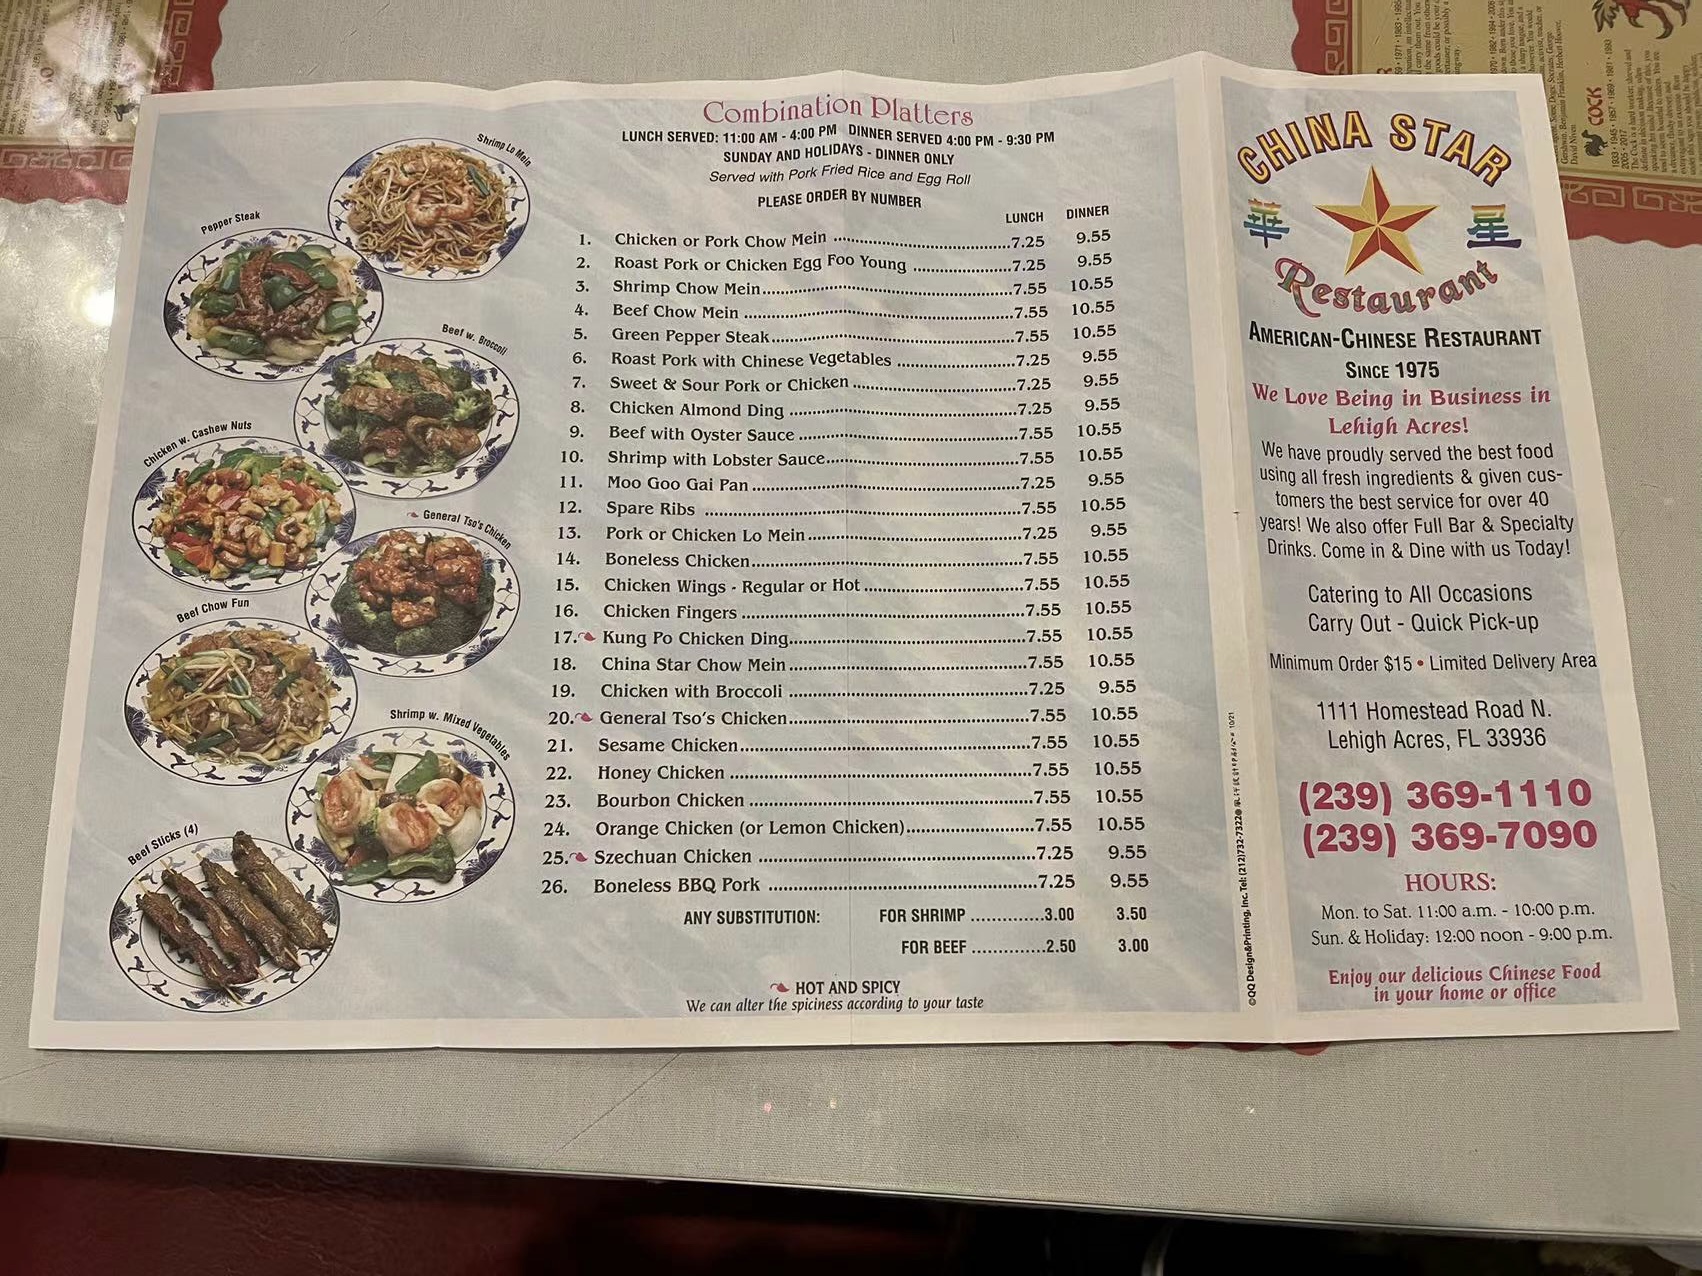 Combination Platters
LUNCH SERVED: 11:00 AM - 4:00 PM DINNER SERVED 4:00 PM - 9:30 PM
SUNDAY AND HOLIDAYS - DINNER ONLY
Served with Pork Fried Rice and Egg Roll
PLEASE ORDER BY NUMBER
LUNCH DINNER
1. Chicken or Pork Chow Mein 7.25 9.55
2. Roast Pork or Chicken Egg Foo Young 7.25 9.55
3. Shrimp Chow Mein 7.55 10.55
4. Beef Chow Mein 7.55 10.55
5. Green Pepper Steak 7.55 10.55
6. Roast Pork with Chinese Vegetables 7.25 9.55
7. Sweet & Sour Pork or Chicken 7.25 9.55
8. Chicken Almond Ding 7.25 9.55
9. Beef with Oyster Sauce 7.55 10.55
10. Shrimp with Lobster Sauce 7.55 10.55
11. Moo Goo Gai Pan 7.25 9.55
12. Spare Ribs 7.55 10.55
13. Pork or Chicken Lo Mein 7.25 9.55
14. Boneless Chicken 7.55 10.55
15. Chicken Wings - Regular or Hot 7.55 10.55
16. Chicken Fingers 7.55 10.55
17. Kung Po Chicken Ding 7.55 10.55
18. China Star Chow Mein 7.55 10.55
19. Chicken with Broccoli 7.25 9.55
20. General Tso's Chicken 7.55 10.55
21. Sesame Chicken 7.55 10.55
22. Honey Chicken 7.55 10.55
23. Bourbon Chicken 7.55 10.55
24. Orange Chicken (or Lemon Chicken) 7.55 10.55
25. Szechuan Chicken 7.25 9.55
26. Boneless BBQ Pork 7.25 9.55
ANY SUBSTITUTION: FOR SHRIMP 3.00 3.50
FOR BEEF 2.50 3.00
HOT AND SPICY
We can alter the spiciness according to your taste
Shrimp Lo Mein
Pepper Steak
Beef w. Broccoli
Chicken w. Cashew Nuts
General Tso's Chicken
Beef Chow Fun
Shrimp w. Mixed Vegetables
Beef Sticks (4)
©QQ Design&Printing, Inc. Tel: (212)732-7322 10/21
CHINA STAR
華 星
Restaurant
AMERICAN-CHINESE RESTAURANT
SINCE 1975
We Love Being in Business in
Lehigh Acres!
We have proudly served the best food
using all fresh ingredients & given cus-
tomers the best service for over 40
years! We also offer Full Bar & Specialty
Drinks. Come in & Dine with us Today!
Catering to All Occasions
Carry Out - Quick Pick-up
Minimum Order $15 • Limited Delivery Area
1111 Homestead Road N.
Lehigh Acres, FL 33936
(239) 369-1110
(239) 369-7090
HOURS:
Mon. to Sat. 11:00 a.m. - 10:00 p.m.
Sun. & Holiday: 12:00 noon - 9:00 p.m.
Enjoy our delicious Chinese Food
in your home or office
COCK